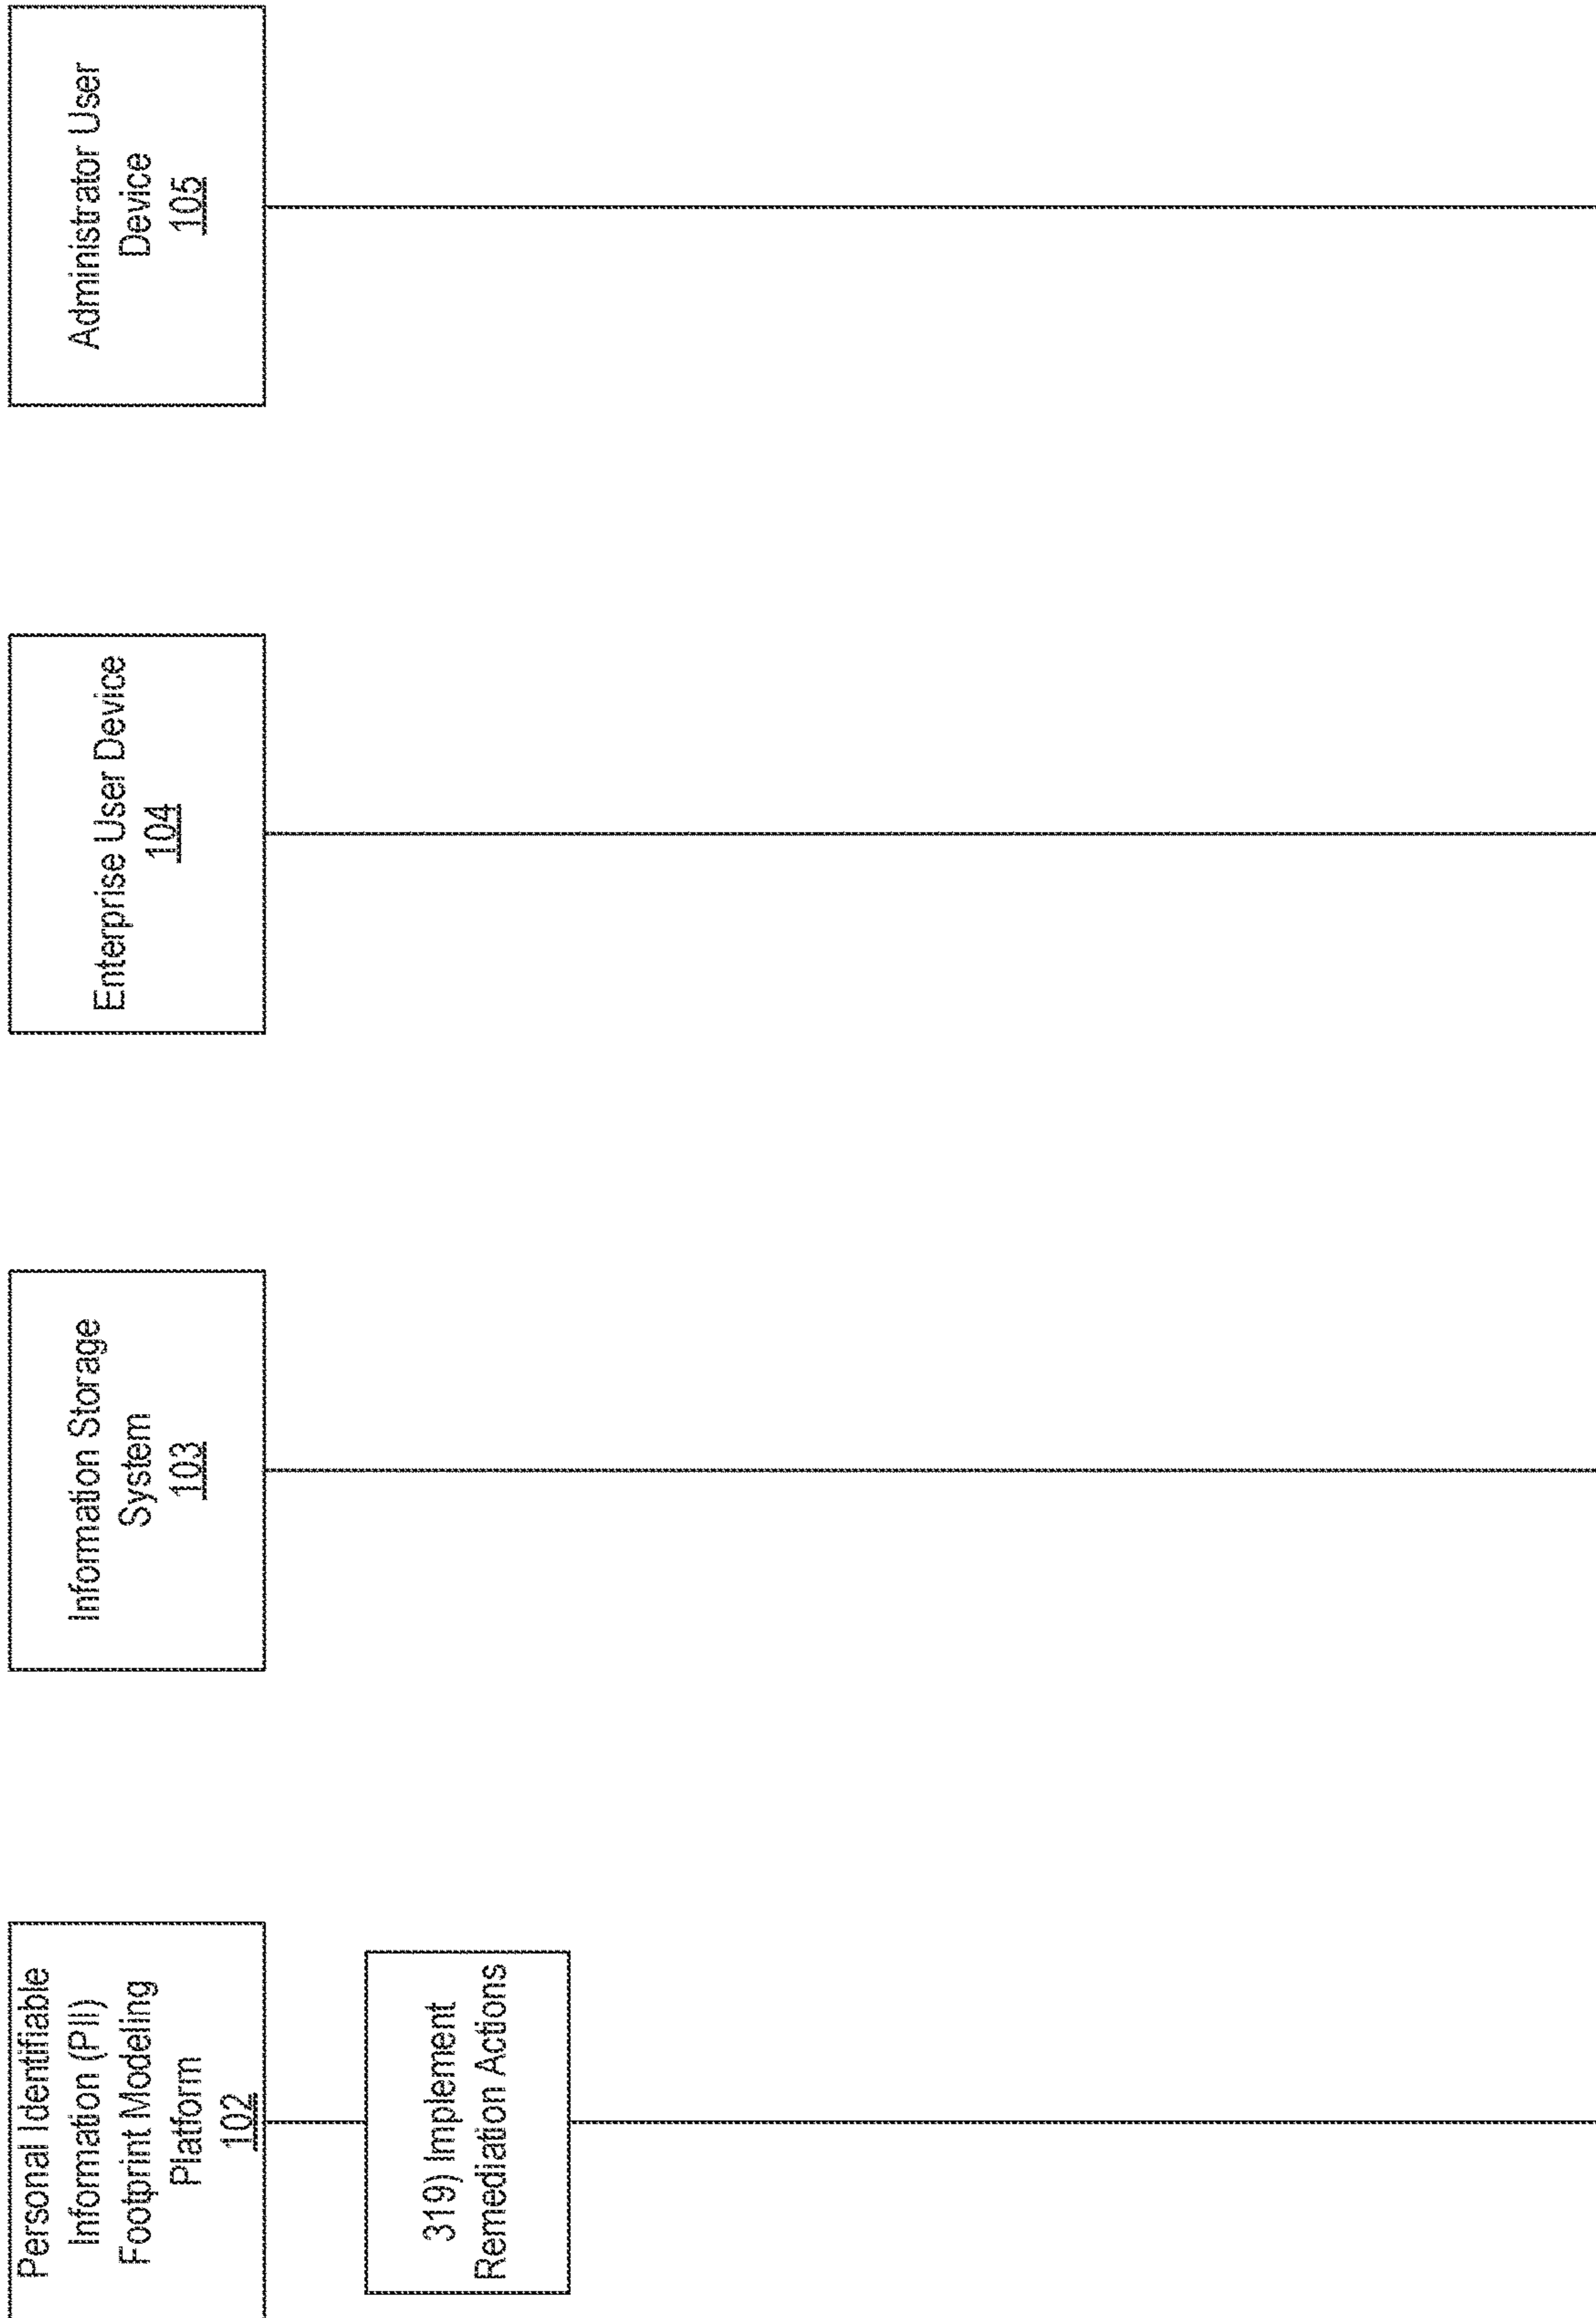 Personal Identifiable
Information (PII)
Footprint Modeling
Platform
102
Information Storage
System
103
Enterprise User Device
104
Administrator User
Device
105
319) Implement
Remediation Actions